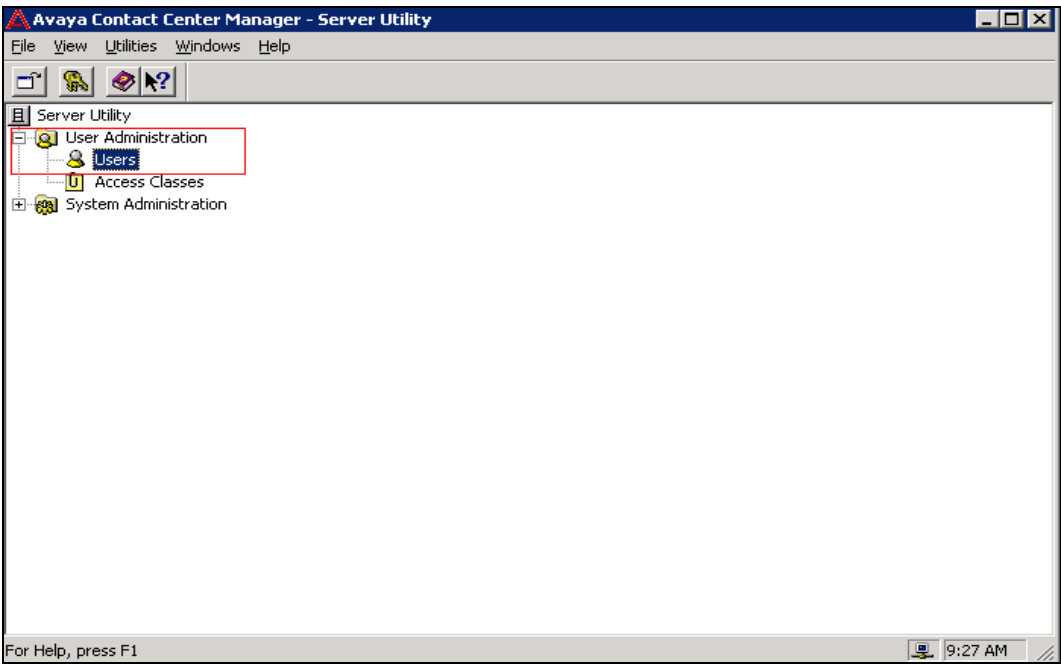 Avaya Contact Center Manager - Server Utility
File View Utilities Windows Help
Server Utility
User Administration
Users
Access Classes
System Administration
For Help, press F1
9:27 AM